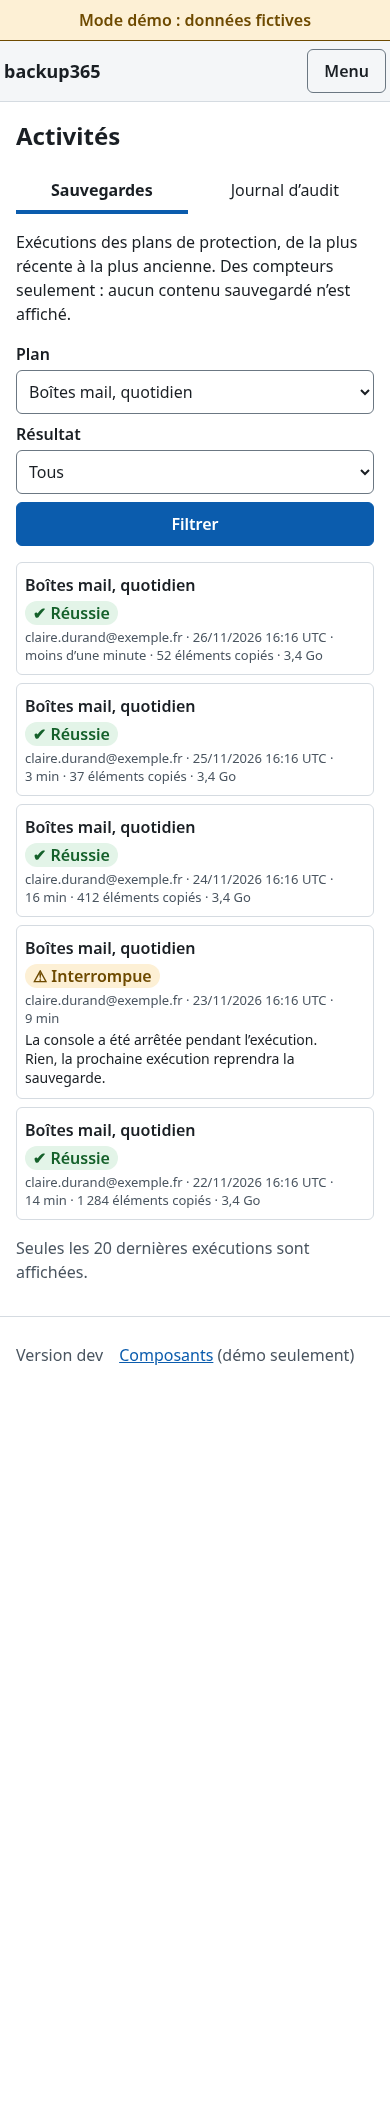 Mode démo : données fictives
backup365
Menu
Activités
Sauvegardes
Journal d’audit
Exécutions des plans de protection, de la plus
récente à la plus ancienne. Des compteurs
seulement : aucun contenu sauvegardé n’est
affiché.
Plan
Boîtes mail, quotidien
Résultat
Tous
Filtrer
Boîtes mail, quotidien
✔ Réussie
claire.durand@exemple.fr · 26/11/2026 16:16 UTC ·
moins d’une minute · 52 éléments copiés · 3,4 Go
Boîtes mail, quotidien
✔ Réussie
claire.durand@exemple.fr · 25/11/2026 16:16 UTC ·
3 min · 37 éléments copiés · 3,4 Go
Boîtes mail, quotidien
✔ Réussie
claire.durand@exemple.fr · 24/11/2026 16:16 UTC ·
16 min · 412 éléments copiés · 3,4 Go
Boîtes mail, quotidien
⚠ Interrompue
claire.durand@exemple.fr · 23/11/2026 16:16 UTC ·
9 min
La console a été arrêtée pendant l’exécution.
Rien, la prochaine exécution reprendra la
sauvegarde.
Boîtes mail, quotidien
✔ Réussie
claire.durand@exemple.fr · 22/11/2026 16:16 UTC ·
14 min · 1 284 éléments copiés · 3,4 Go
Seules les 20 dernières exécutions sont
affichées.
Version dev Composants (démo seulement)